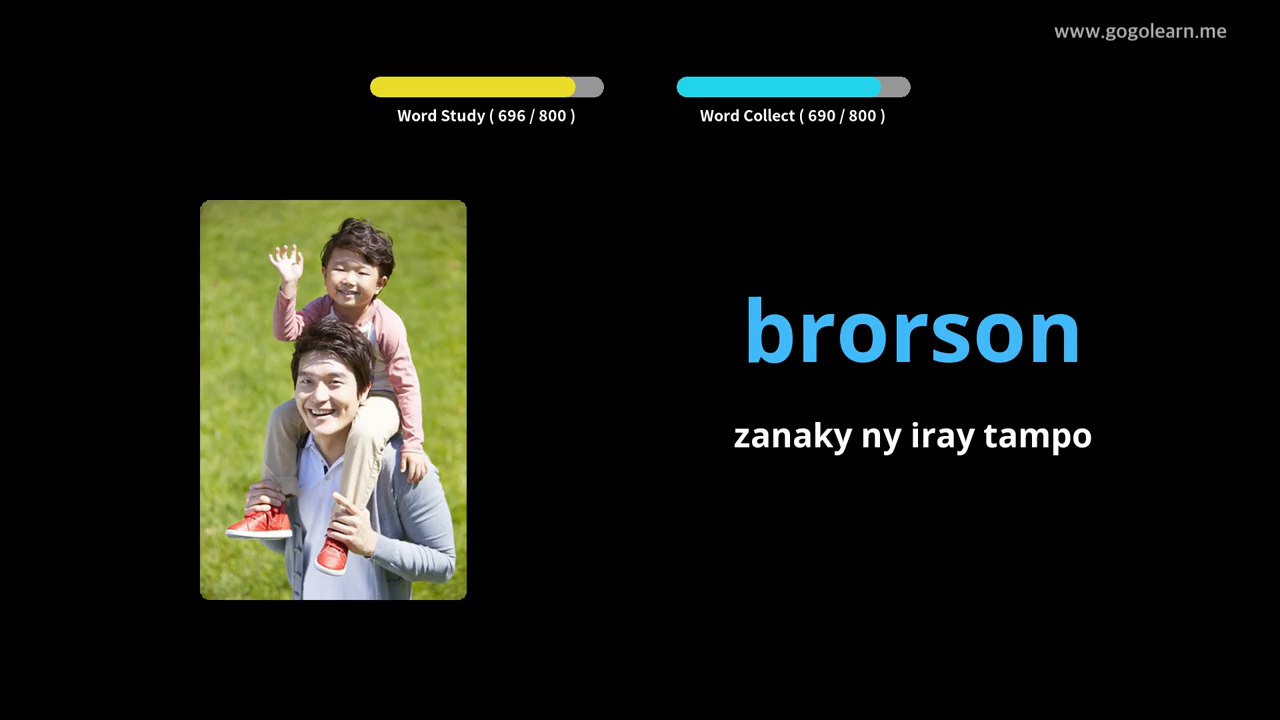 www.gogolearn.me
Word Study ( 696 / 800 )
Word Collect ( 690 / 800 )
brorson
zanaky ny iray tampo